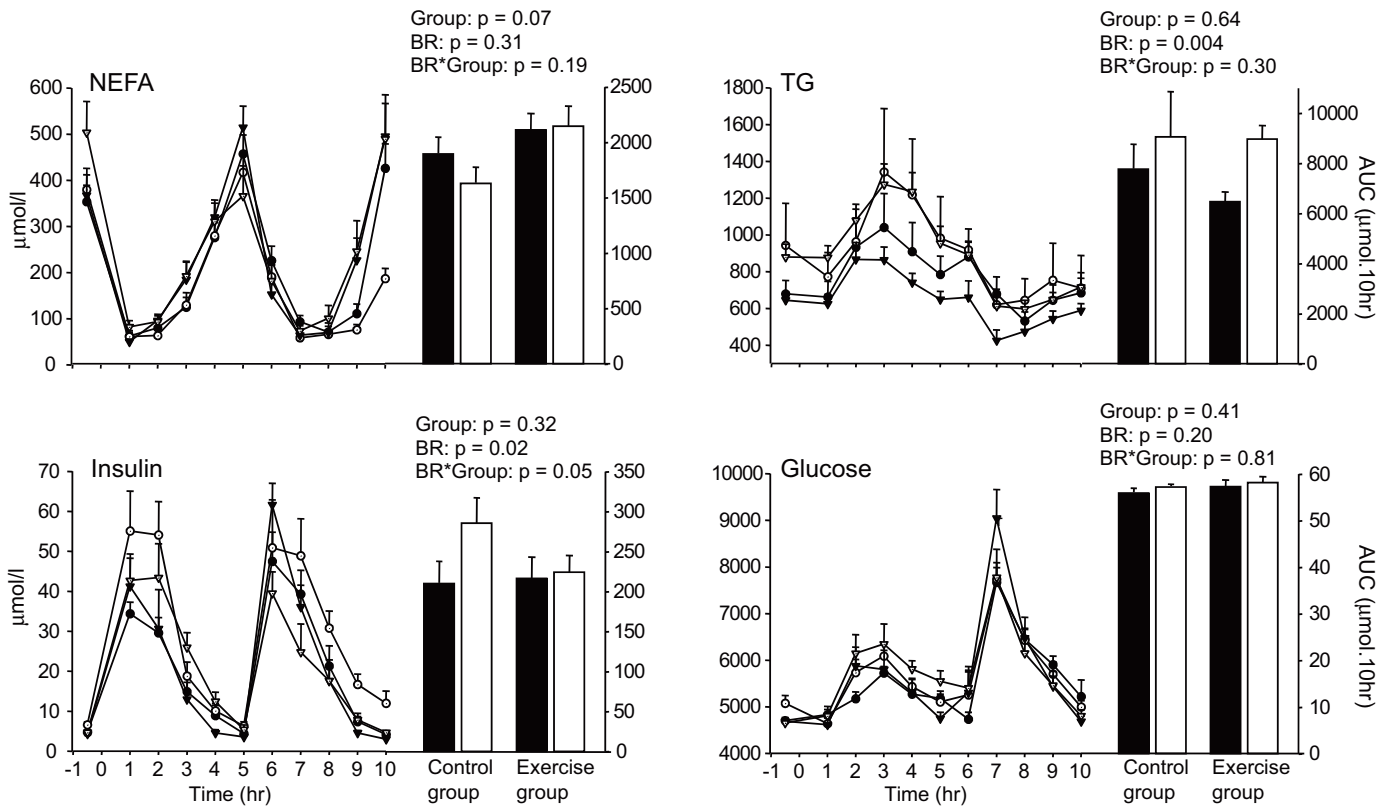 Group: p = 0.07
BR: p = 0.31
BR*Group: p = 0.19
NEFA
600
500
400
300
200
100
0
μmol/l
2500
2000
1500
1000
500
0
Group: p = 0.64
BR: p = 0.004
BR*Group: p = 0.30
TG
1800
1600
1400
1200
1000
800
600
400
10000
8000
6000
4000
2000
0
AUC (μmol.10hr)
Group: p = 0.32
BR: p = 0.02
BR*Group: p = 0.05
Insulin
70
60
50
40
30
20
10
0
μmol/l
350
300
250
200
150
100
50
0
-1 0 1 2 3 4 5 6 7 8 9 10
Time (hr)
Control group
Exercise group
Group: p = 0.41
BR: p = 0.20
BR*Group: p = 0.81
Glucose
10000
9000
8000
7000
6000
5000
4000
60
50
40
30
20
10
0
AUC (μmol.10hr)
-1 0 1 2 3 4 5 6 7 8 9 10
Time (hr)
Control group
Exercise group